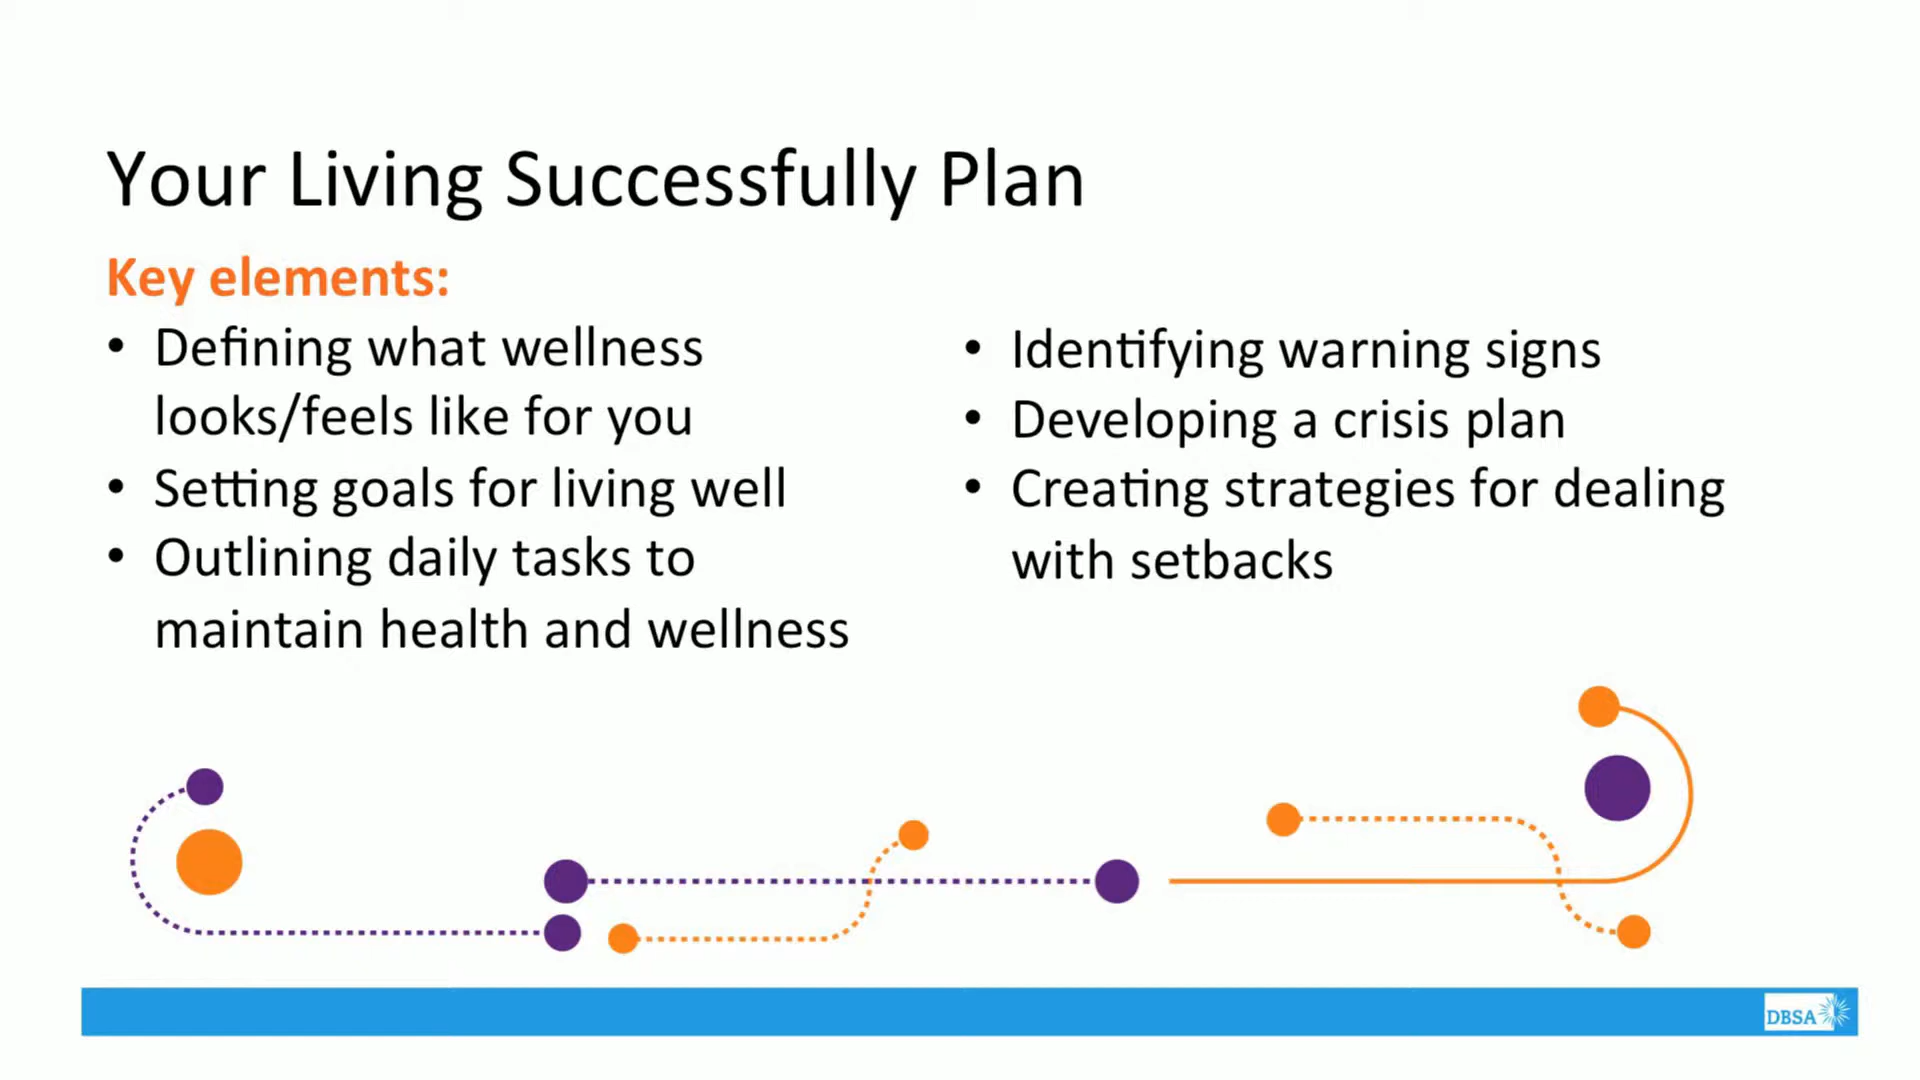 Your Living Successfully Plan
Key elements:
• Defining what wellness
looks/feels like for you
• Setting goals for living well
• Outlining daily tasks to
maintain health and wellness
• Identifying warning signs
• Developing a crisis plan
• Creating strategies for dealing
with setbacks
DBSA